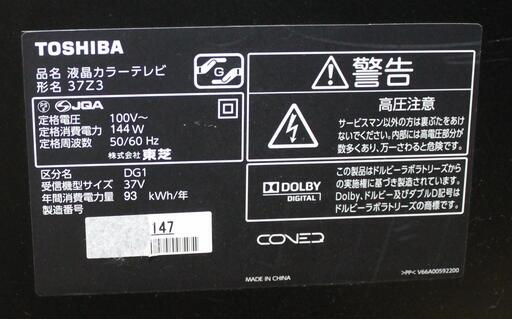 TOSHIBA
品名 液晶カラーテレビ
形名 37Z3
PS E JQA
定格電圧 100V~
定格消費電力 144W
定格周波数 50/60 Hz
株式会社 東芝
区分名 DG1
受信機型サイズ 37V
年間消費電力量 93 kWh/年
製造番号
147
G
警告
高圧注意
サービスマン以外の方は裏ぶたをあけ
ないでください。内部には高電圧部分が
数多くあり、万一さわると危険です。
DOLBY
DIGITAL
この製品はドルビーラボラトリーズから
の実施権に基づき製造されています。
Dolby、ドルビー及びダブルD記号は
ドルビーラボラトリーズの商標です。
CONEQ
MADE IN CHINA
>PP< V66A00592200